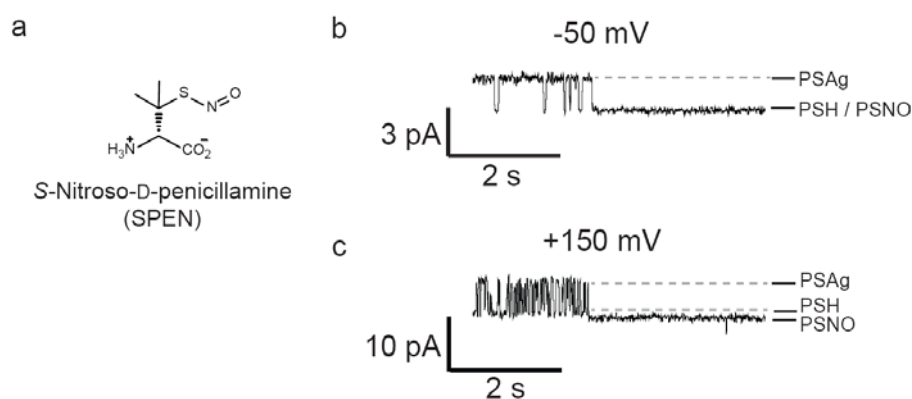 a
H₃N⁺
S
N
O
CO₂⁻
S-Nitroso-D-penicillamine
(SPEN)
b
-50 mV
PSAg
PSH / PSNO
3 pA
2 s
c
+150 mV
PSAg
PSH
PSNO
10 pA
2 s